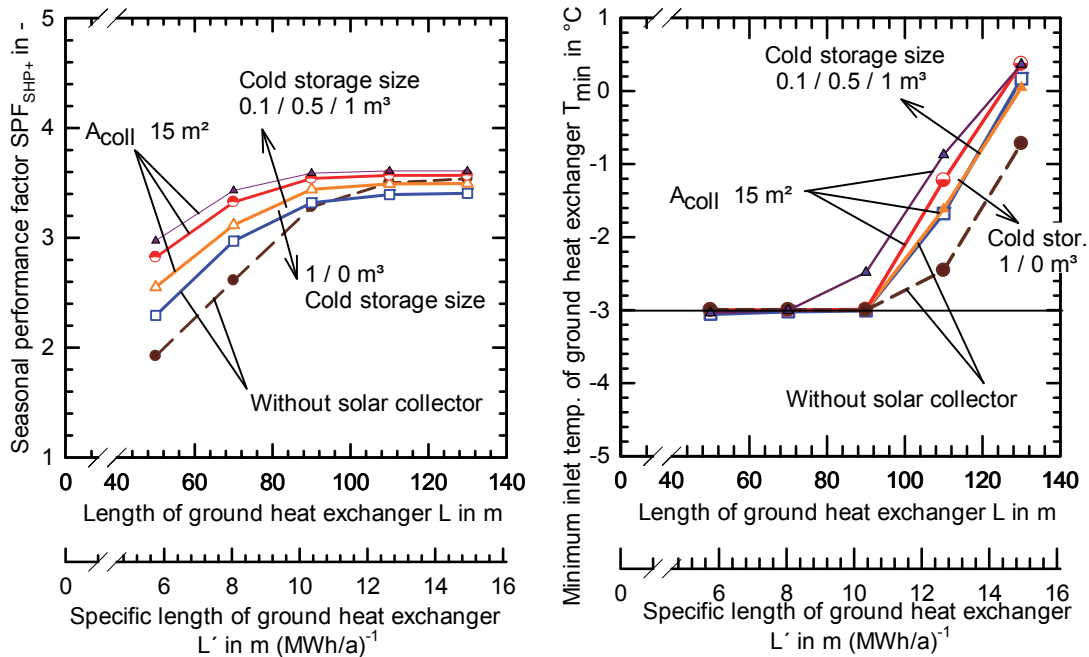 Seasonal performance factor SPF_SHP+ in -
5
4
3
2
1
Cold storage size
0.1 / 0.5 / 1 m³
A_coll 15 m²
1 / 0 m³
Cold storage size
Without solar collector
0 40 60 80 100 120 140
Length of ground heat exchanger L in m
0 6 8 10 12 14 16
Specific length of ground heat exchanger
L´ in m (MWh/a)^-1
Minimum inlet temp. of ground heat exchanger T_min in °C
1
0
-1
-2
-3
-4
-5
Cold storage size
0.1 / 0.5 / 1 m³
A_coll 15 m²
Cold stor.
1 / 0 m³
Without solar collector
0 40 60 80 100 120 140
Length of ground heat exchanger L in m
0 6 8 10 12 14 16
Specific length of ground heat exchanger
L´ in m (MWh/a)^-1